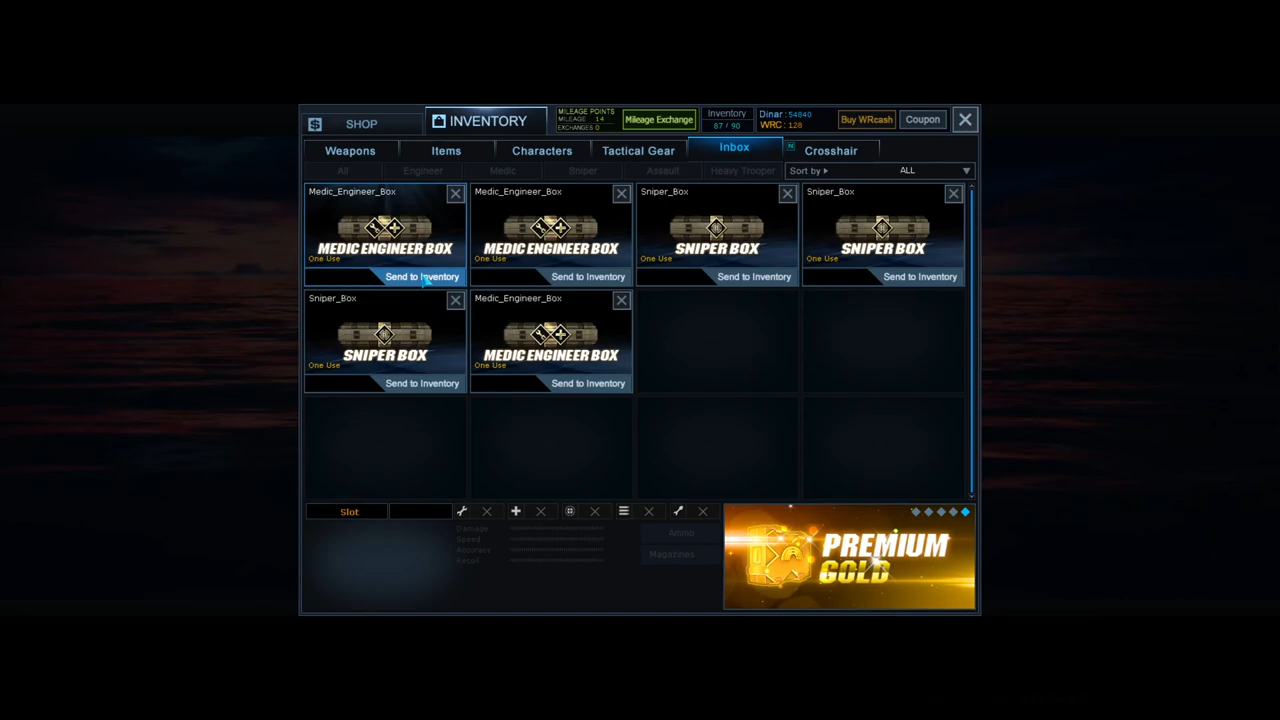 SHOP
INVENTORY
MILEAGE POINTS
MILEAGE 14
EXCHANGES 0
Mileage Exchange
Inventory
87 / 90
Dinar : 54840
WRC : 128
Buy WRcash
Coupon
Weapons
Items
Characters
Tactical Gear
Inbox
N
Crosshair
All
Engineer
Medic
Sniper
Assault
Heavy Trooper
Sort by
ALL
Medic_Engineer_Box
MEDIC ENGINEER BOX
One Use
Send to Inventory
Medic_Engineer_Box
MEDIC ENGINEER BOX
One Use
Send to Inventory
Sniper_Box
SNIPER BOX
One Use
Send to Inventory
Sniper_Box
SNIPER BOX
One Use
Send to Inventory
Sniper_Box
SNIPER BOX
One Use
Send to Inventory
Medic_Engineer_Box
MEDIC ENGINEER BOX
One Use
Send to Inventory
Slot
Damage
Speed
Accuracy
Recoil
Ammo
Magazines
PREMIUM
GOLD